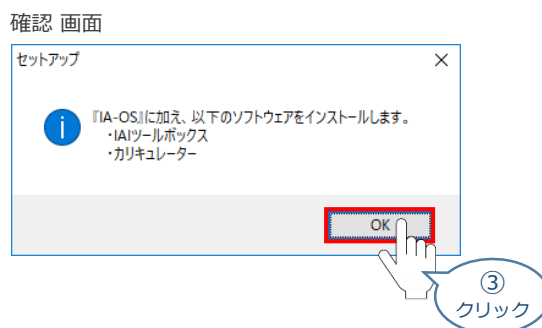 確認 画面
セットアップ
『IA-OS』に加え、以下のソフトウェアをインストールします。
・IAIツールボックス
・カリキュレーター
OK
③
クリック